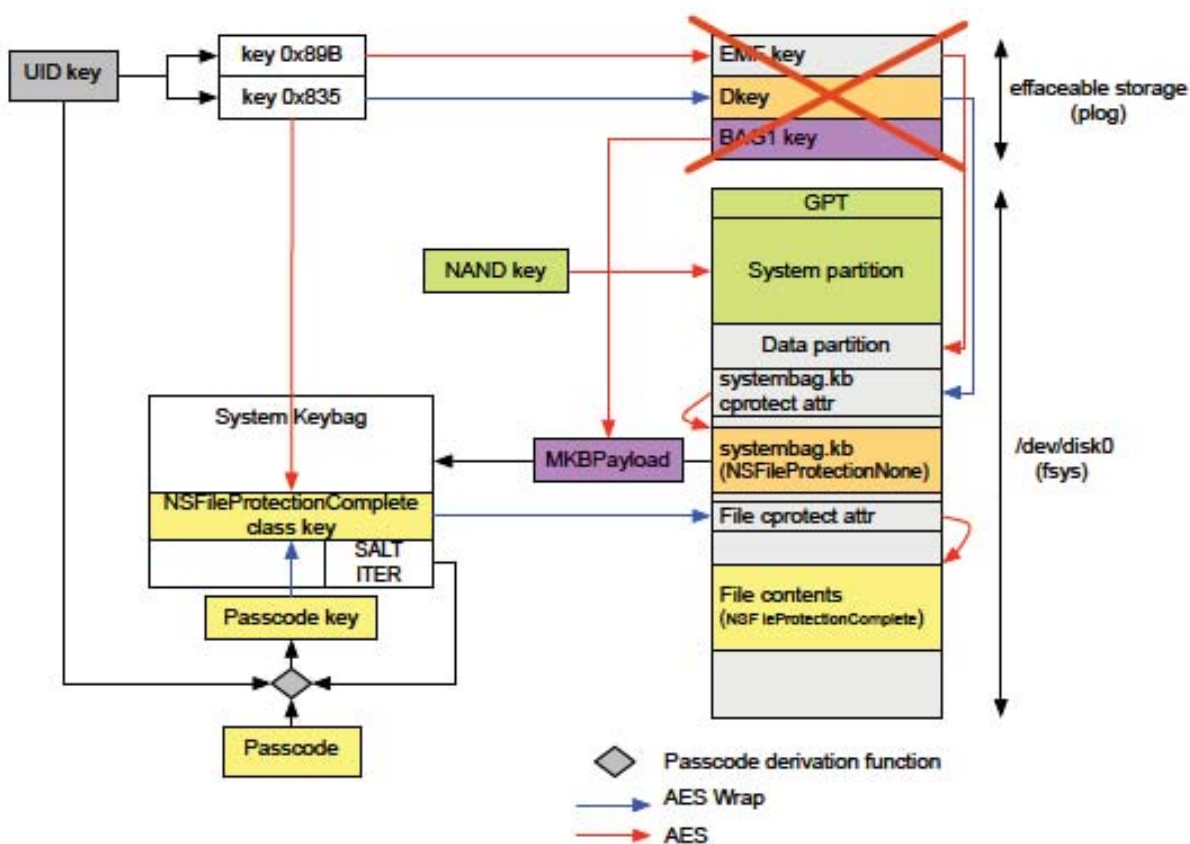 UID key
key 0x89B
key 0x835
EMF key
Dkey
BAG1 key
effaceable storage
(plog)
GPT
System partition
NAND key
Data partition
systembag.kb
cprotect attr
System Keybag
MKBPayload
systembag.kb
(NSFileProtectionNone)
/dev/disk0
(fsys)
NSFileProtectionComplete
class key
File cprotect attr
SALT
ITER
File contents
(NSF leProtectionComplete)
Passcode key
Passcode
Passcode derivation function
AES Wrap
AES